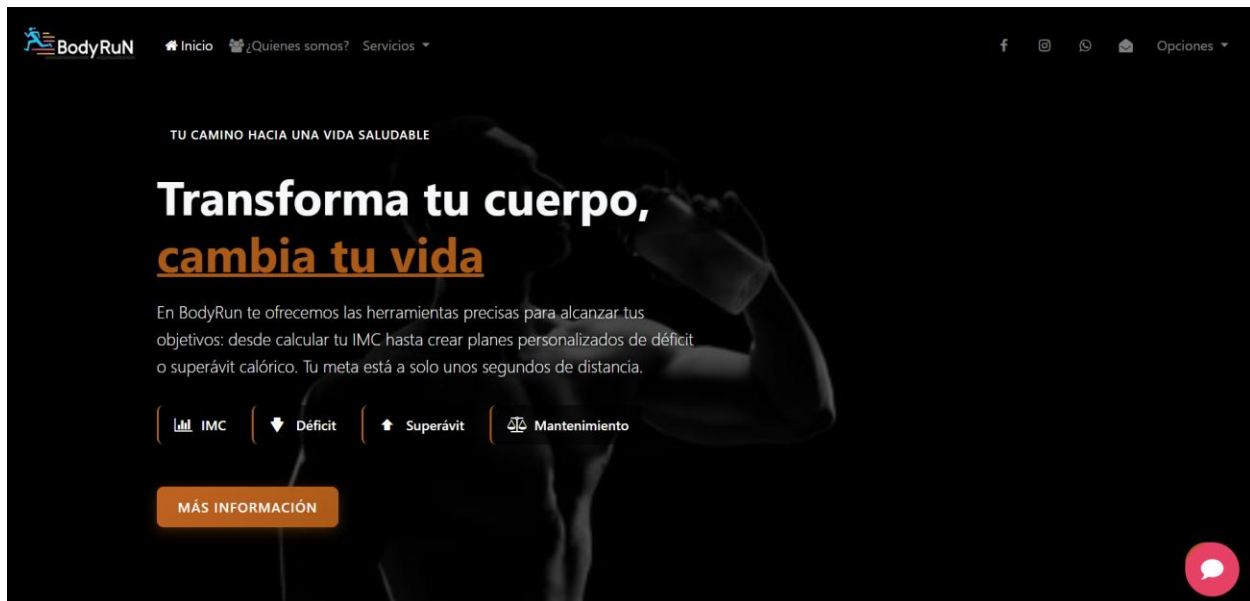 BodyRuN
Inicio ¿Quienes somos? Servicios
Opciones
TU CAMINO HACIA UNA VIDA SALUDABLE
Transforma tu cuerpo,
cambia tu vida
En BodyRun te ofrecemos las herramientas precisas para alcanzar tus
objetivos: desde calcular tu IMC hasta crear planes personalizados de déficit
o superávit calórico. Tu meta está a solo unos segundos de distancia.
IMC Déficit Superávit Mantenimiento
MÁS INFORMACIÓN